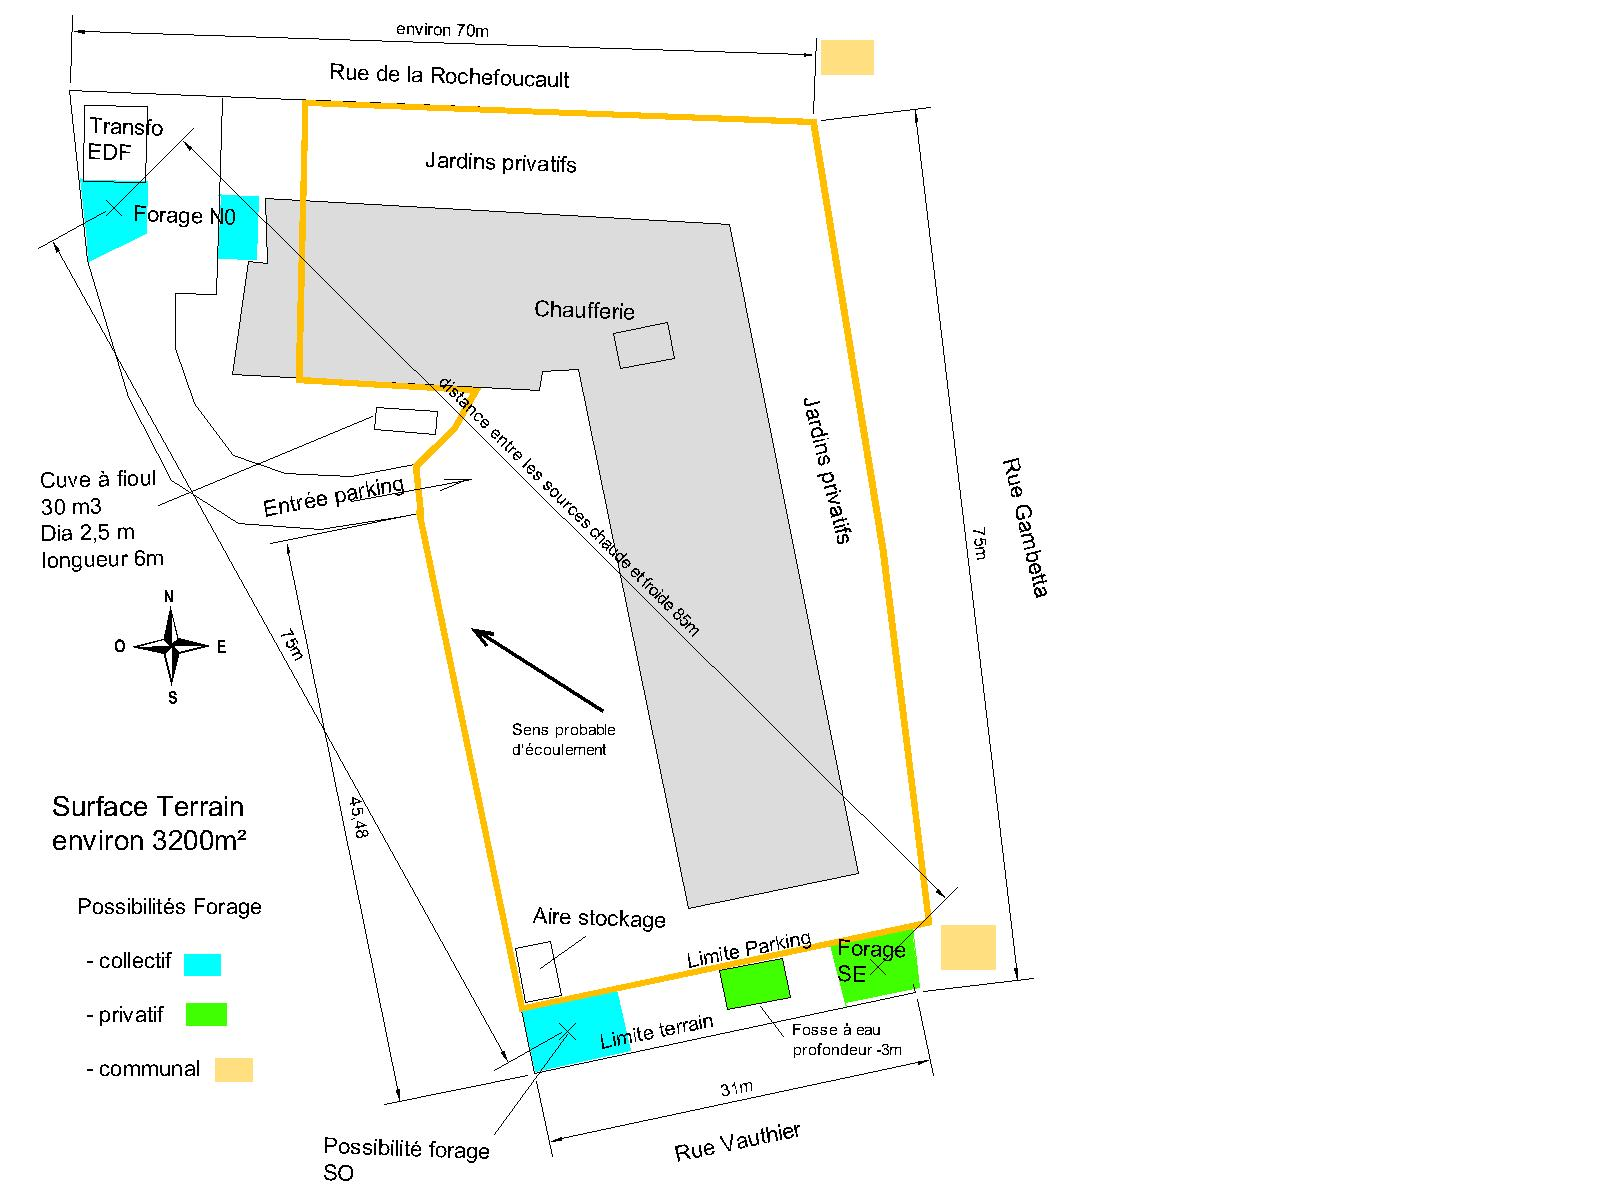 environ 70m
Rue de la Rochefoucault
Transfo
EDF
Jardins privatifs
Forage N0
Chaufferie
distance entre les sources chaude et froide 85m
Jardins privatifs
Rue Gambetta
75m
Cuve à fioul
30 m3
Dia 2,5 m
longueur 6m
Entrée parking
N
O
E
S
75m
Sens probable
d'écoulement
45,48
Surface Terrain
environ 3200m²
Possibilités Forage
- collectif
- privatif
- communal
Aire stockage
Limite Parking
Forage
SE
Limite terrain
Fosse à eau
profondeur -3m
31m
Rue Vauthier
Possibilité forage
SO